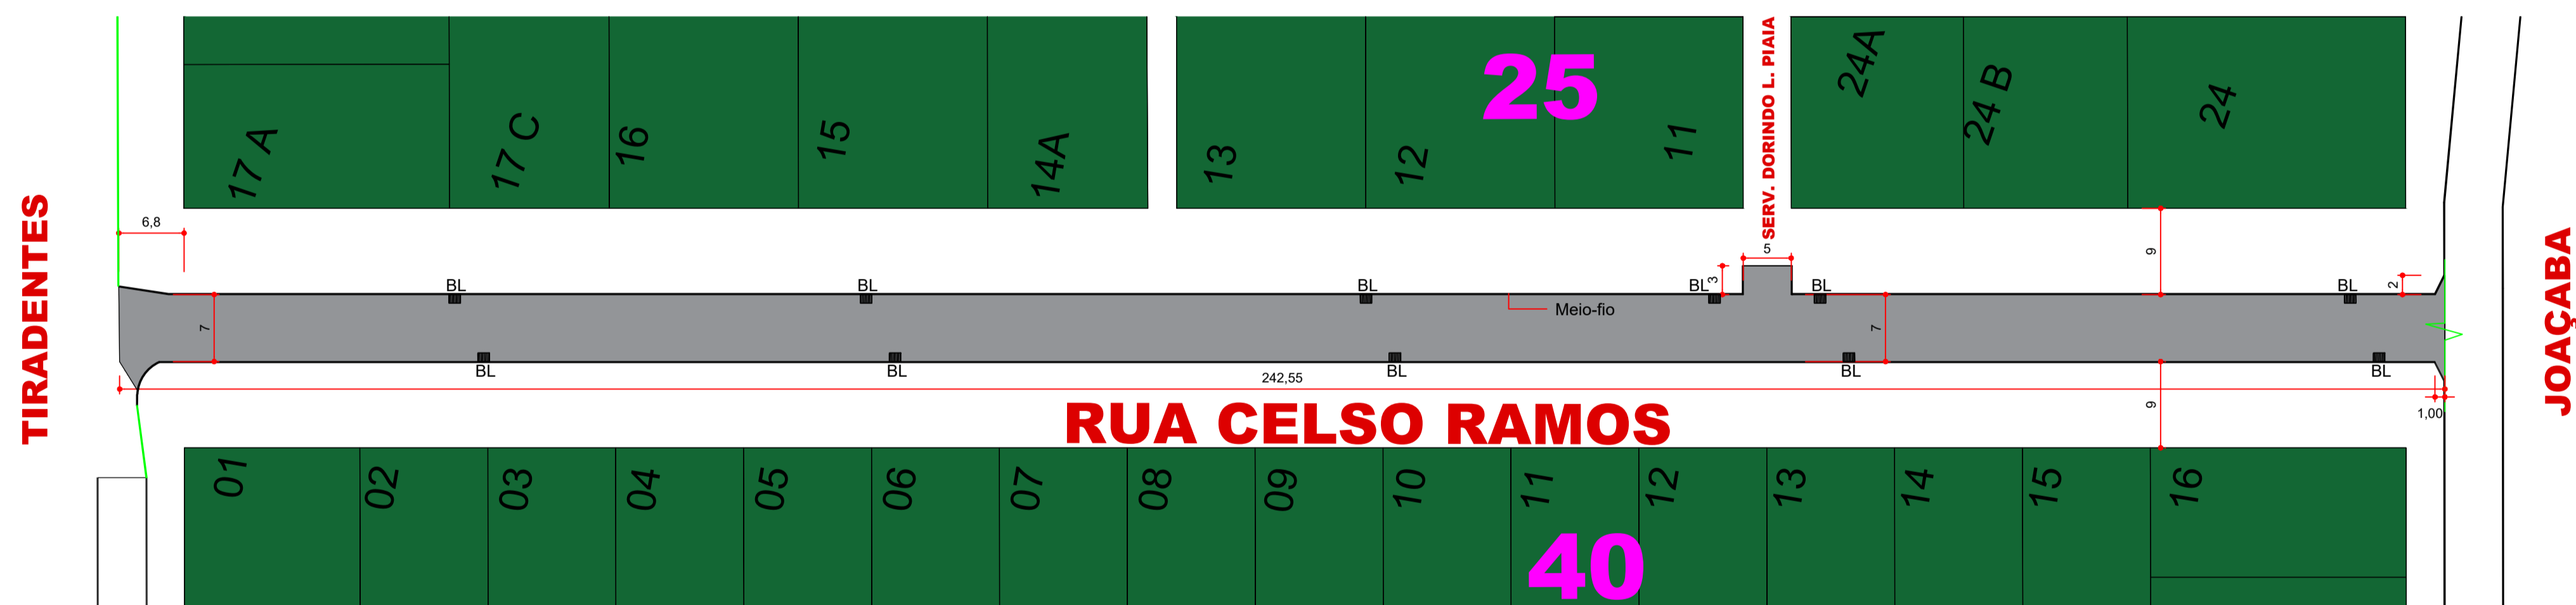 25
SERV. DORINDO L. PIAIA
17 A
17 C
16
15
14A
13
12
11
24A
24 B
24
TIRADENTES
JOAÇABA
6,8
5
3
9
2
BL
BL
BL
BL
BL
BL
Meio-fio
7
7
BL
BL
BL
BL
BL
242,55
9
1,00
RUA CELSO RAMOS
01
02
03
04
05
06
07
08
09
10
11
12
13
14
15
16
40